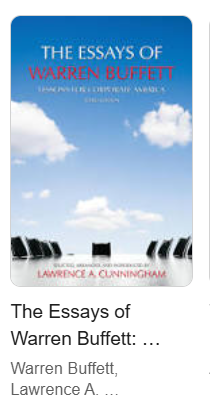 THE ESSAYS OF
WARREN BUFFETT
LESSONS FOR CORPORATE AMERICA
SELECTED, ARRANGED, AND INTRODUCED BY
LAWRENCE A. CUNNINGHAM
The Essays of
Warren Buffett: ...
Warren Buffett,
Lawrence A. ...